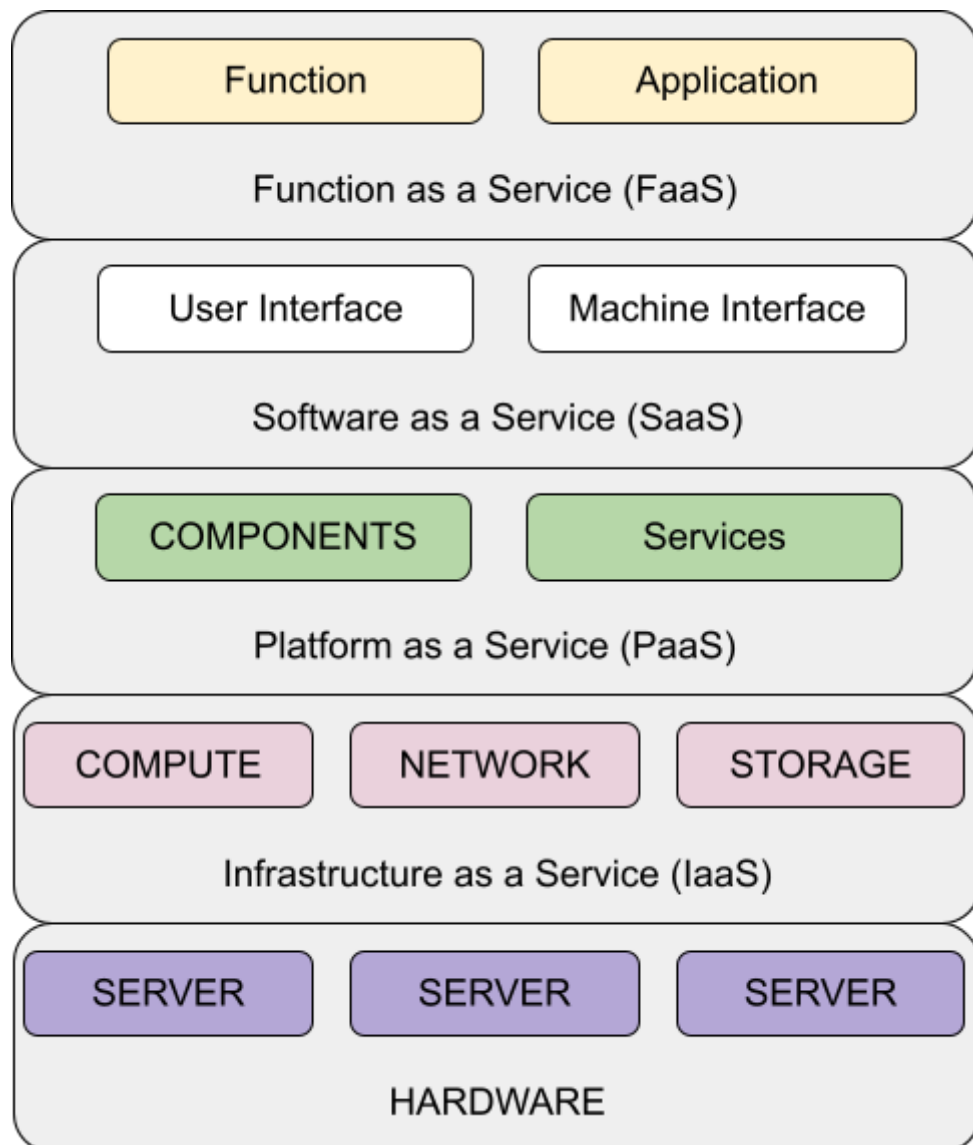 Function Application
Function as a Service (FaaS)
User Interface Machine Interface
Software as a Service (SaaS)
COMPONENTS Services
Platform as a Service (PaaS)
COMPUTE NETWORK STORAGE
Infrastructure as a Service (IaaS)
SERVER SERVER SERVER
HARDWARE